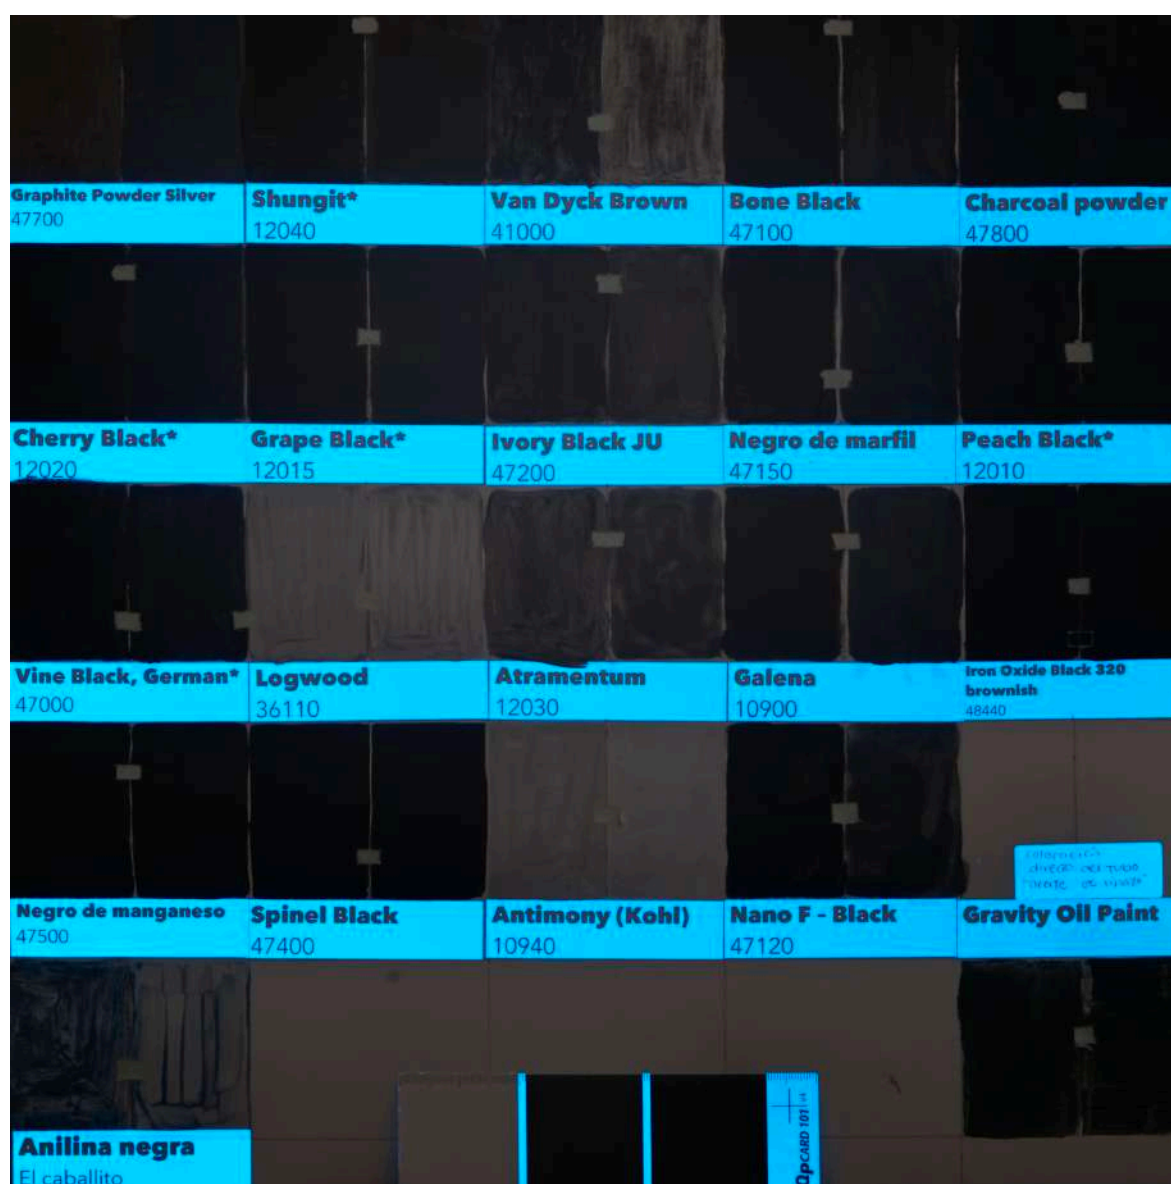 Graphite Powder Silver
47700
Shungit*
12040
Van Dyck Brown
41000
Bone Black
47100
Charcoal powder
47800
Cherry Black*
12020
Grape Black*
12015
Ivory Black JU
47200
Negro de marfil
47150
Peach Black*
12010
Vine Black, German*
47000
Logwood
36110
Atramentum
12030
Galena
10900
Iron Oxide Black 320
brownish
48440
Negro de manganeso
47500
Spinel Black
47400
Antimony (Kohl)
10940
Nano F - Black
47120
directo del tubo
Gravity Oil Paint
Anilina negra
El caballito
QpCARD 101